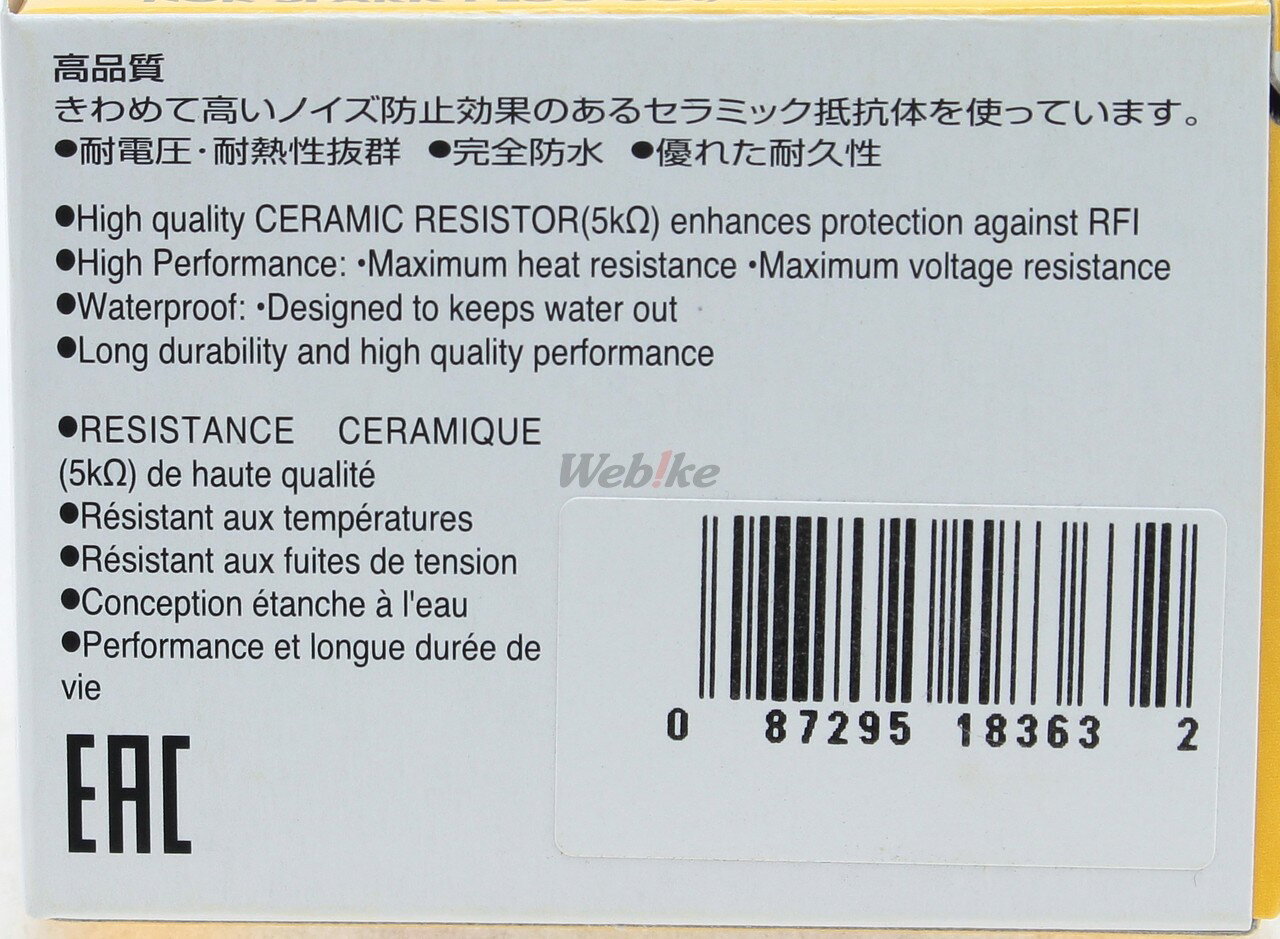 高品質
きわめて高いノイズ防止効果のあるセラミック抵抗体を使っています。
●耐電圧・耐熱性抜群 ●完全防水 ●優れた耐久性
●High quality CERAMIC RESISTOR(5kΩ) enhances protection against RFI
●High Performance: •Maximum heat resistance •Maximum voltage resistance
●Waterproof: •Designed to keeps water out
●Long durability and high quality performance
●RESISTANCE CERAMIQUE
(5kΩ) de haute qualité
●Résistant aux températures
●Résistant aux fuites de tension
●Conception étanche à l'eau
●Performance et longue durée de
vie
EAC
Web!ke
0 87295 18363 2